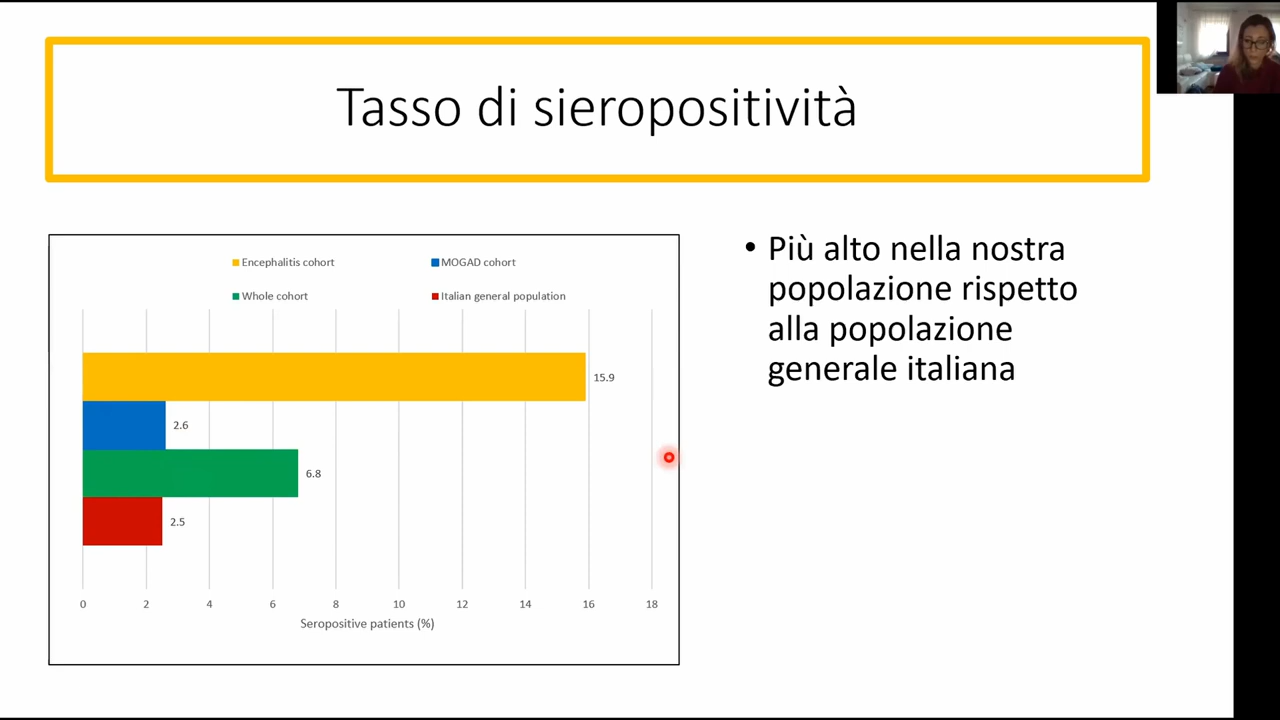 Tasso di sieropositività
Encephalitis cohort
MOGAD cohort
Whole cohort
Italian general population
15.9
2.6
6.8
2.5
0 2 4 6 8 10 12 14 16 18
Seropositive patients (%)
• Più alto nella nostra
popolazione rispetto
alla popolazione
generale italiana